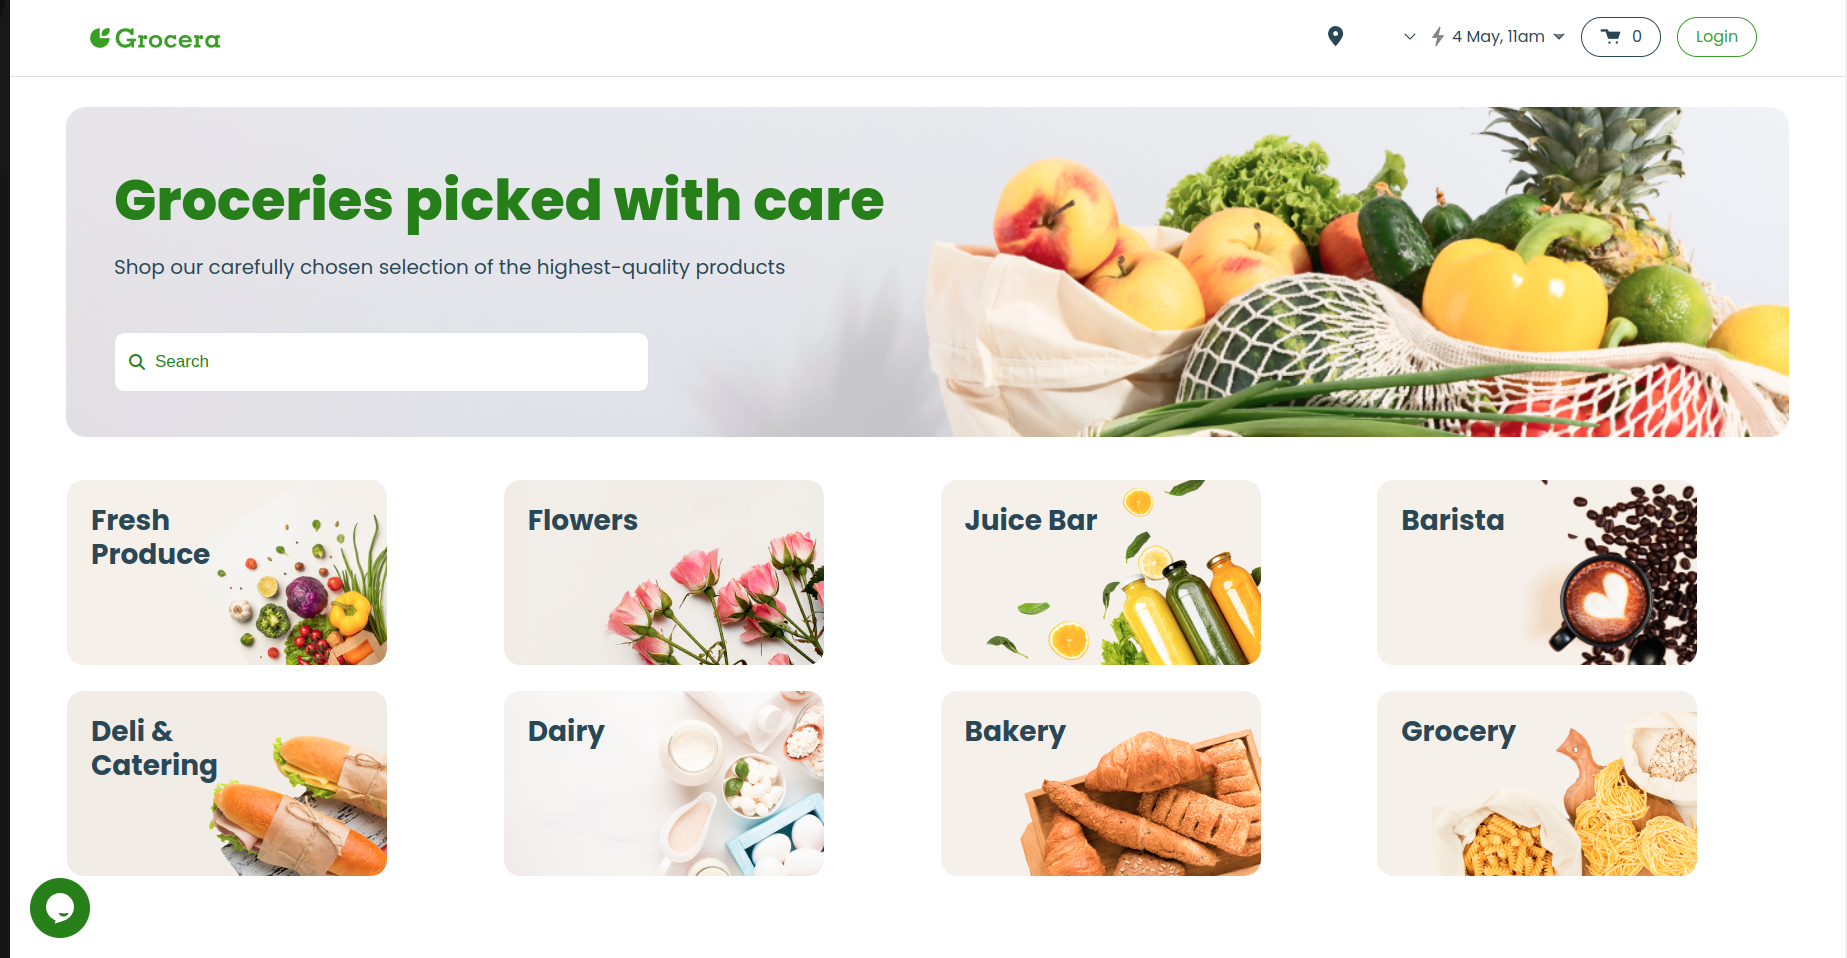 Grocera
4 May, 11am
0
Login
Groceries picked with care
Shop our carefully chosen selection of the highest-quality products
Search
Fresh
Produce
Flowers
Juice Bar
Barista
Deli &
Catering
Dairy
Bakery
Grocery